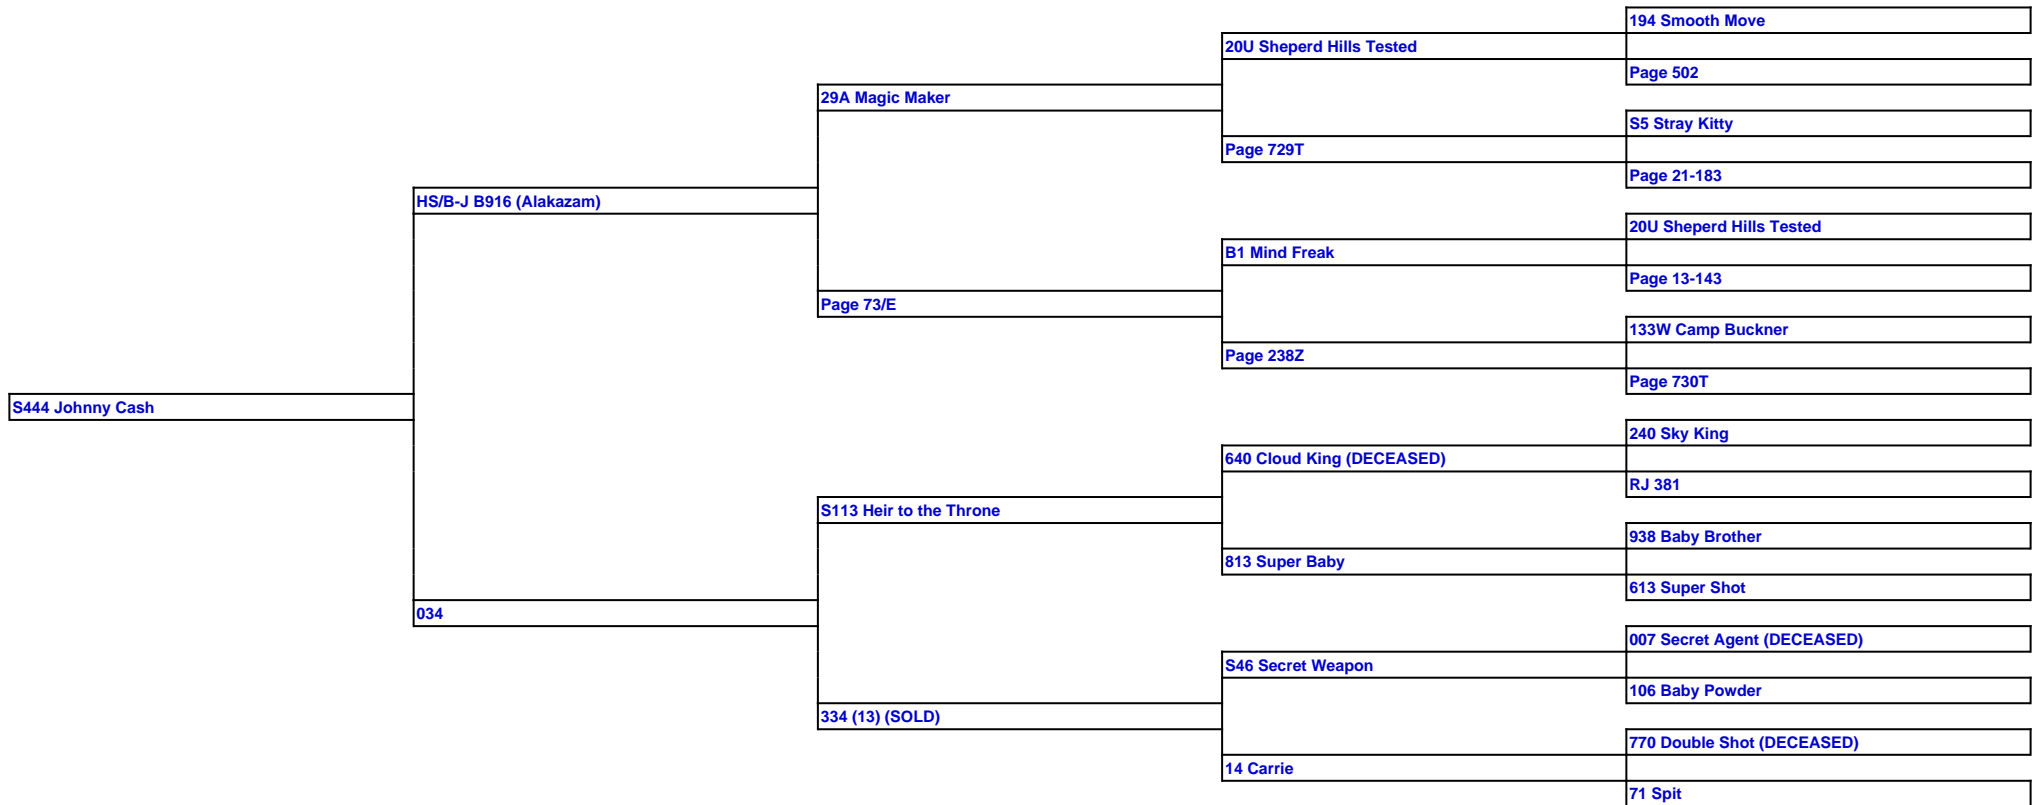 194 Smooth Move
20U Sheperd Hills Tested
Page 502
29A Magic Maker
S5 Stray Kitty
Page 729T
Page 21-183
HS/B-J B916 (Alakazam)
20U Sheperd Hills Tested
B1 Mind Freak
Page 13-143
Page 73/E
133W Camp Buckner
Page 238Z
Page 730T
S444 Johnny Cash
240 Sky King
640 Cloud King (DECEASED)
RJ 381
S113 Heir to the Throne
938 Baby Brother
813 Super Baby
613 Super Shot
034
007 Secret Agent (DECEASED)
S46 Secret Weapon
106 Baby Powder
334 (13) (SOLD)
770 Double Shot (DECEASED)
14 Carrie
71 Spit